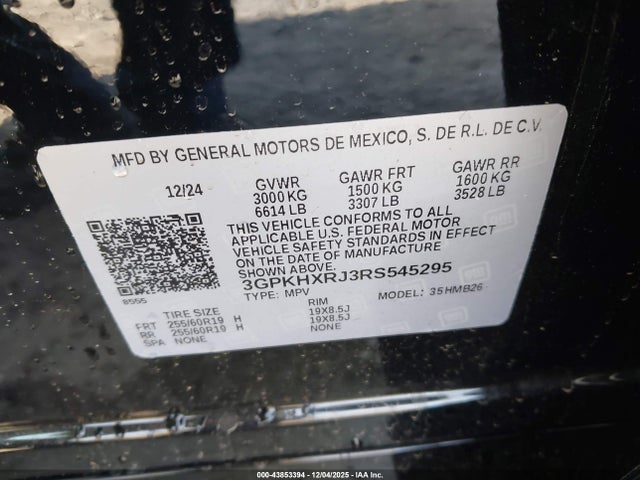 MFD BY GENERAL MOTORS DE MEXICO, S. DE R.L. DE C.V.
12/24 GVWR GAWR FRT GAWR RR
3000 KG 1500 KG 1600 KG
6614 LB 3307 LB 3528 LB
THIS VEHICLE CONFORMS TO ALL
APPLICABLE U.S. FEDERAL MOTOR
VEHICLE SAFETY STANDARDS IN EFFECT
ON THE DATE OF MANUFACTURE
SHOWN ABOVE.
3GPKHXRJ3RS545295
TYPE: MPV MODEL: 35HMB26
8555
TIRE SIZE RIM
FRT 255/60R19 H 19X8.5J
RR 255/60R19 H 19X8.5J
SPA NONE NONE
000-43853394 12/04/2025 IAA Inc.